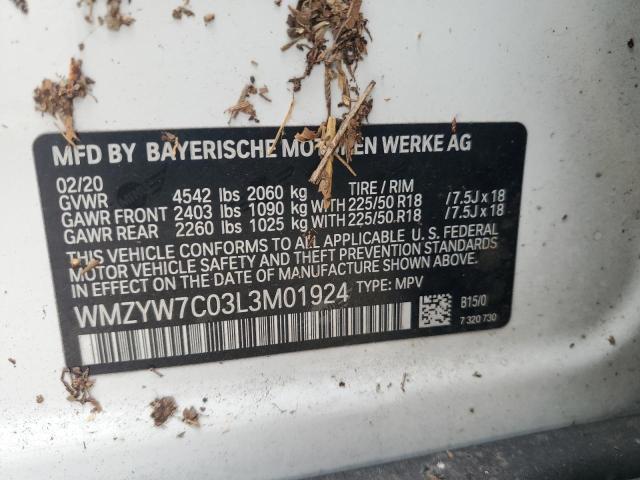 MFD BY BAYERISCHE MOTOREN WERKE AG
02/20
GVWR 4542 lbs 2060 kg TIRE / RIM
GAWR FRONT 2403 lbs 1090 kg WITH 225/50 R18 /7.5J x 18
GAWR REAR 2260 lbs 1025 kg WITH 225/50 R18 /7.5J x 18
THIS VEHICLE CONFORMS TO ALL APPLICABLE U. S. FEDERAL
MOTOR VEHICLE SAFETY AND THEFT PREVENTION STANDARDS
IN EFFECT ON THE DATE OF MANUFACTURE SHOWN ABOVE.
WMZYW7C03L3M01924 TYPE: MPV
B15/0
7 320 730